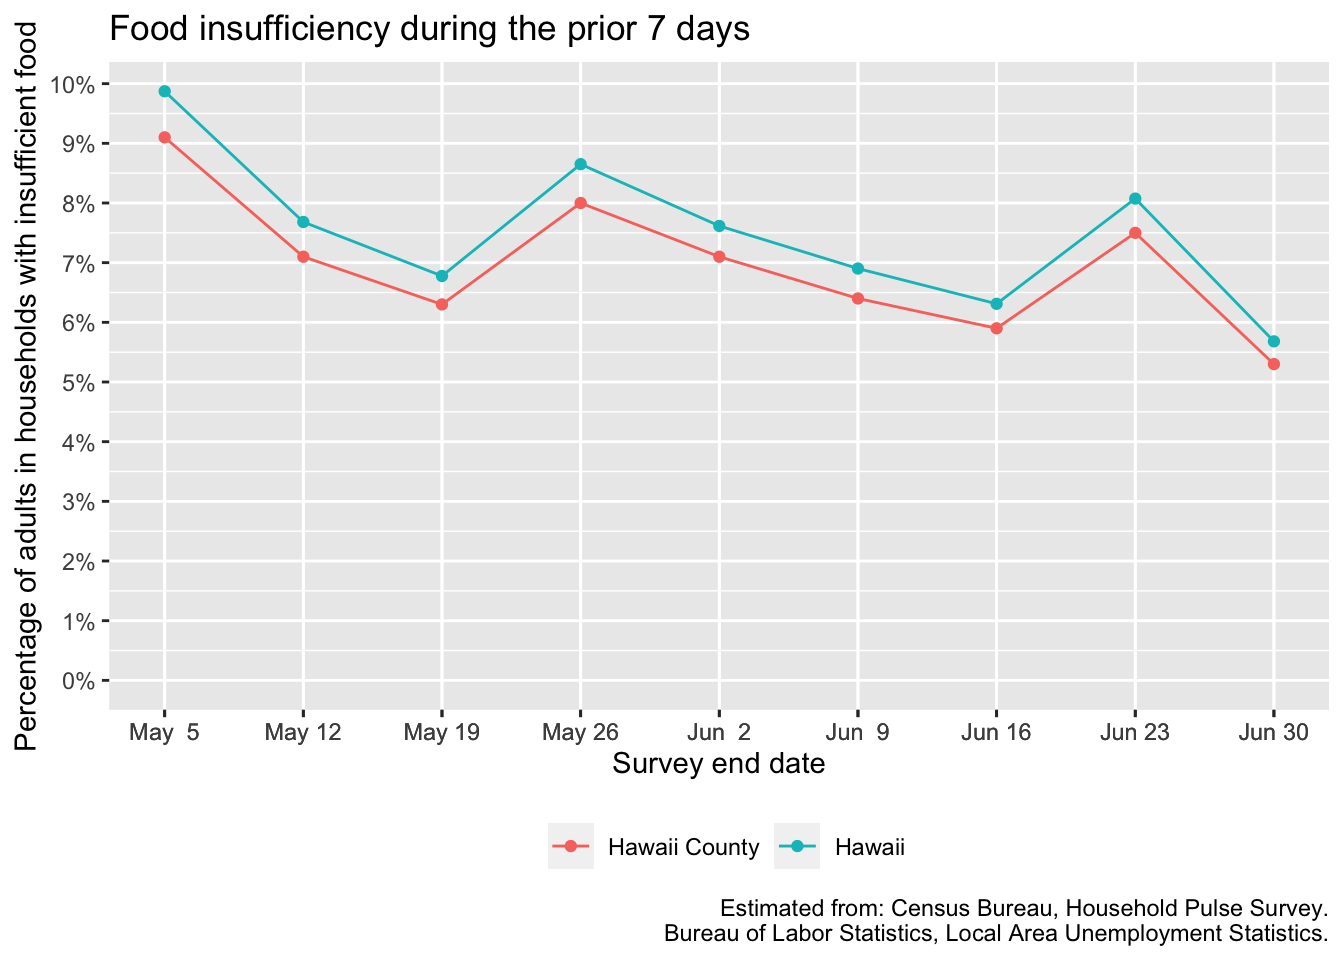 Food insufficiency during the prior 7 days
Percentage of adults in households with insufficient food
10%
9%
8%
7%
6%
5%
4%
3%
2%
1%
0%
May  5 May 12 May 19 May 26 Jun  2 Jun  9 Jun 16 Jun 23 Jun 30
Survey end date
Hawaii County Hawaii
Estimated from: Census Bureau, Household Pulse Survey.
Bureau of Labor Statistics, Local Area Unemployment Statistics.